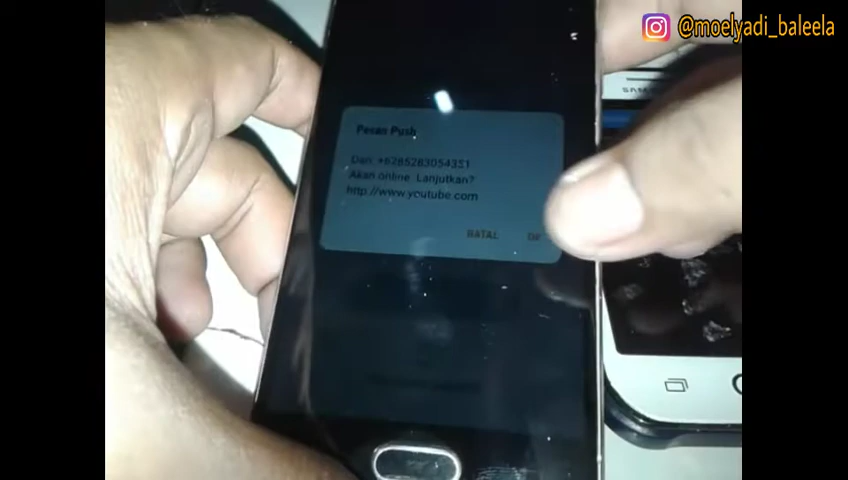 @moelyadi_baleela
Pesan Push
Dari: +6285283054351
Akan online. Lanjutkan?
http://www.youtube.com
BATAL